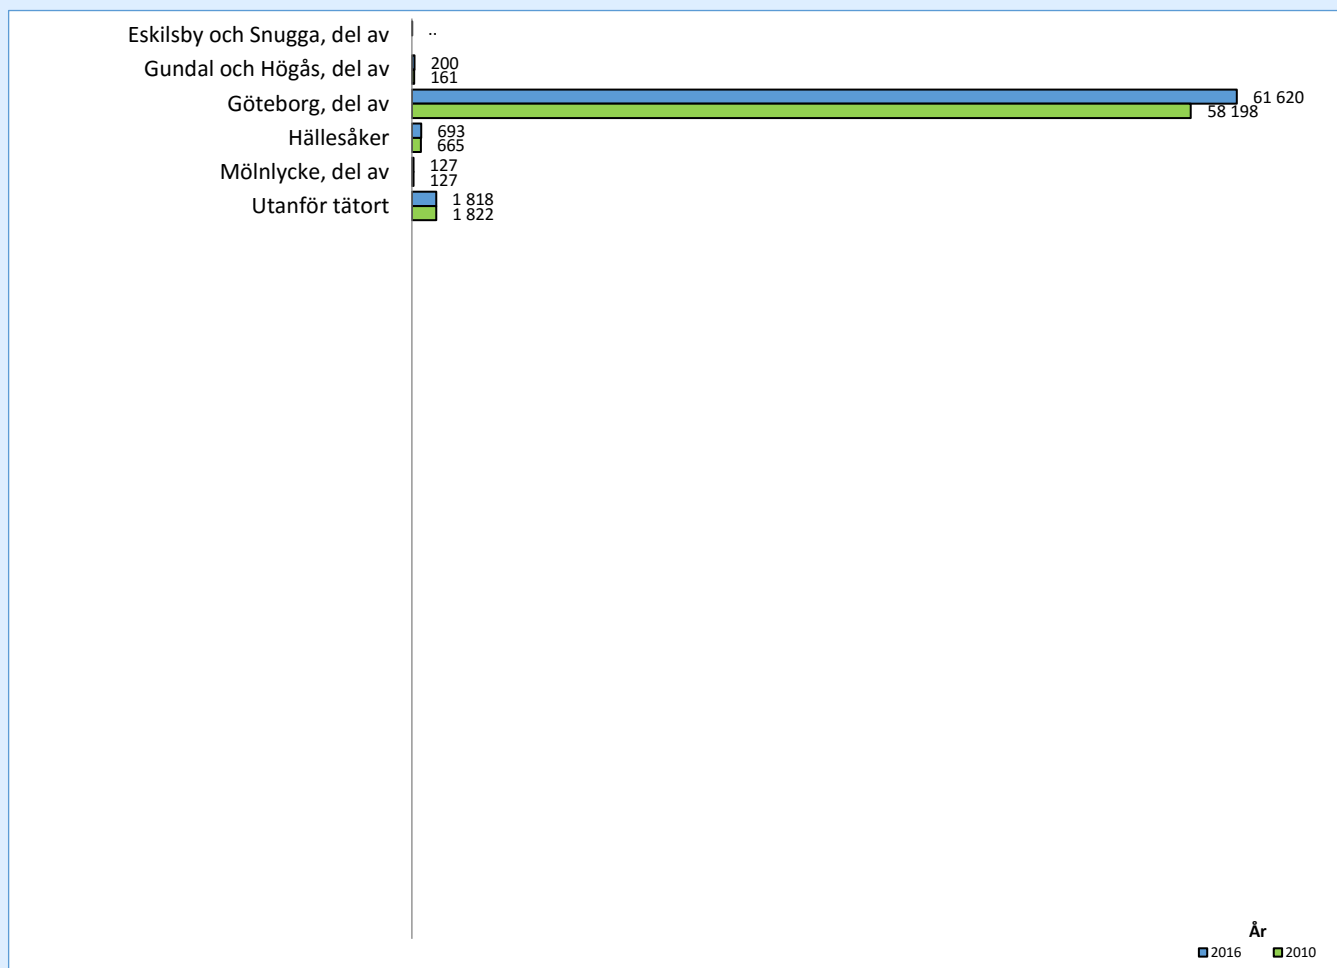 Eskilsby och Snugga, del av
..
Gundal och Högås, del av
200
161
Göteborg, del av
61 620
58 198
Hällesåker
693
665
Mölnlycke, del av
127
127
Utanför tätort
1 818
1 822
År
2016
2010